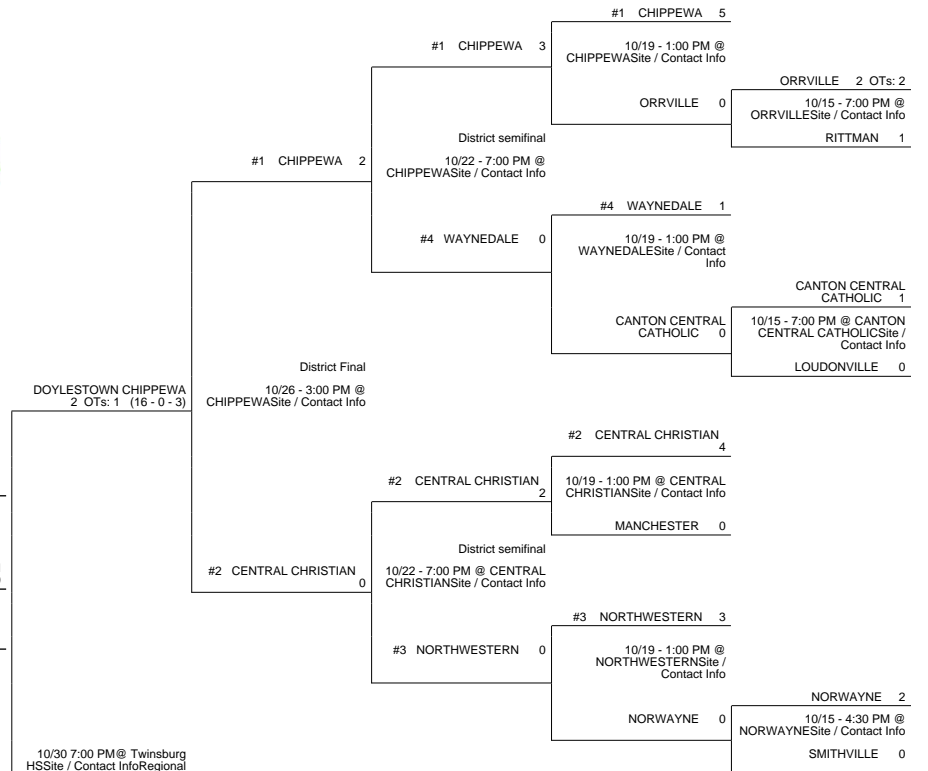 #1 CHIPPEWA 5
#1 CHIPPEWA 3
10/19 - 1:00 PM @
CHIPPEWASite / Contact Info
ORRVILLE 2 OTs: 2
ORRVILLE 0
10/15 - 7:00 PM @
ORRVILLESite / Contact Info
RITTMAN 1
District semifinal
#1 CHIPPEWA 2
10/22 - 7:00 PM @
CHIPPEWASite / Contact Info
#4 WAYNEDALE 1
#4 WAYNEDALE 0
10/19 - 1:00 PM @
WAYNEDALESite / Contact
Info
CANTON CENTRAL
CATHOLIC 1
CANTON CENTRAL
CATHOLIC 0
10/15 - 7:00 PM @ CANTON
CENTRAL CATHOLICSite /
Contact Info
LOUDONVILLE 0
District Final
DOYLESTOWN CHIPPEWA
2 OTs: 1 (16 - 0 - 3)
10/26 - 3:00 PM @
CHIPPEWASite / Contact Info
#2 CENTRAL CHRISTIAN
4
#2 CENTRAL CHRISTIAN
2
10/19 - 1:00 PM @ CENTRAL
CHRISTIANSite / Contact Info
MANCHESTER 0
District semifinal
#2 CENTRAL CHRISTIAN
0
10/22 - 7:00 PM @ CENTRAL
CHRISTIANSite / Contact Info
#3 NORTHWESTERN 3
#3 NORTHWESTERN 0
10/19 - 1:00 PM @
NORTHWESTERNSite /
Contact Info
NORWAYNE 2
NORWAYNE 0
10/15 - 4:30 PM @
NORWAYNESite / Contact Info
SMITHVILLE 0
10/30 7:00 PM@ Twinsburg
HSSite / Contact InfoRegional